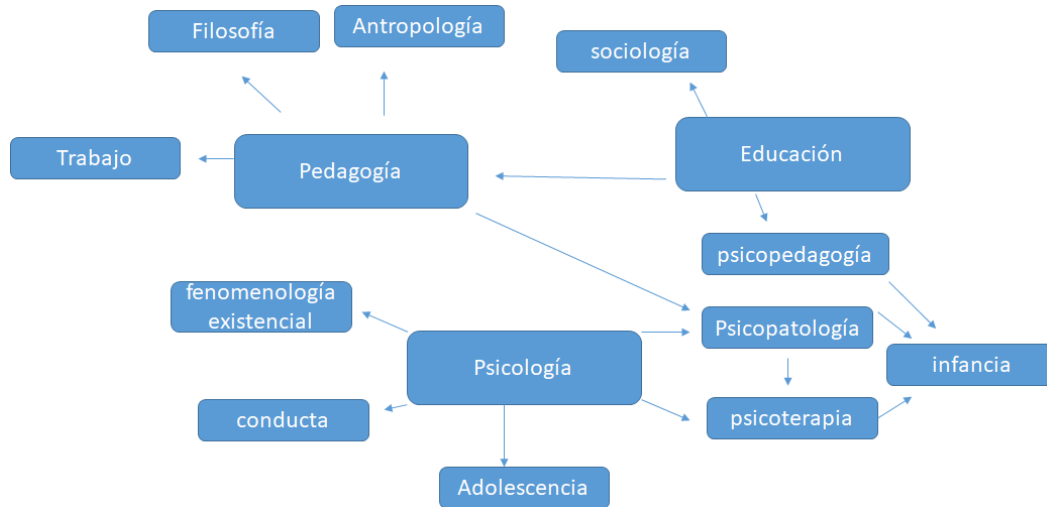 Filosofía
Antropología
sociología
Trabajo
Pedagogía
Educación
psicopedagogía
fenomenología
existencial
Psicopatología
Psicología
infancia
conducta
psicoterapia
Adolescencia